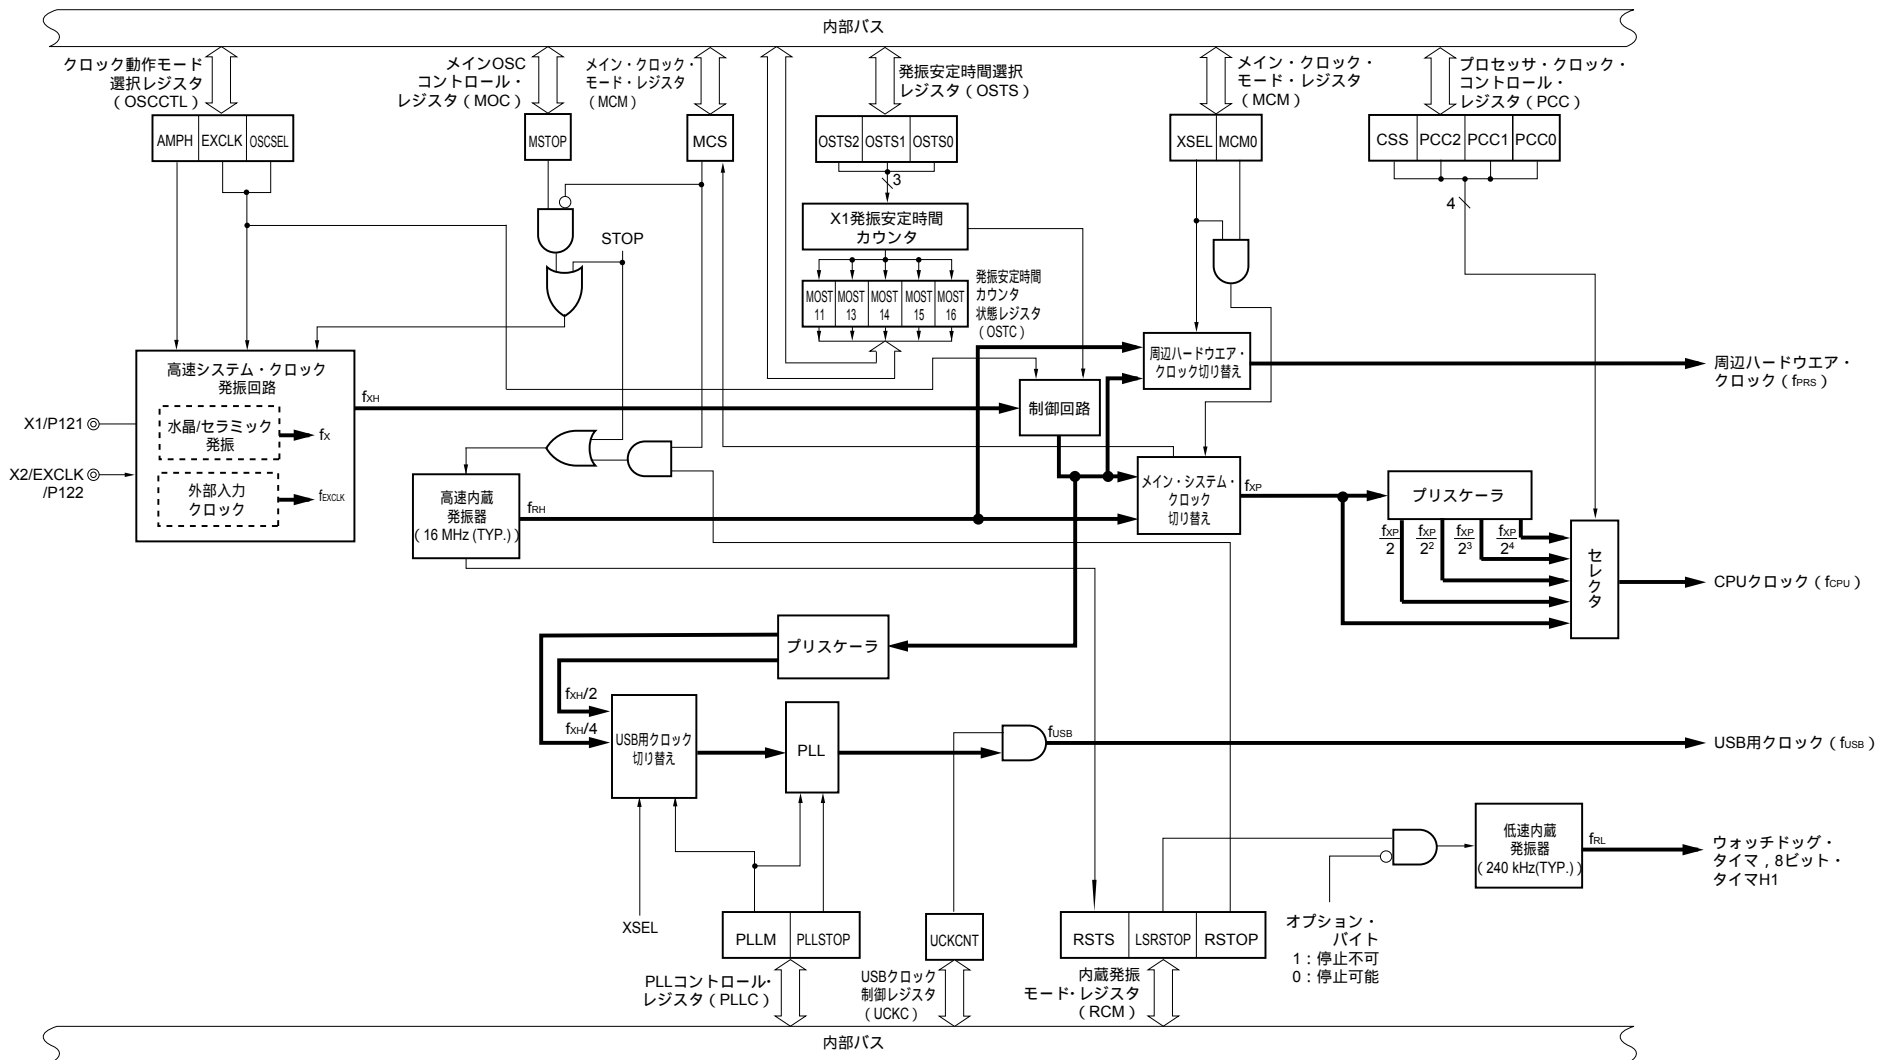 内部バス
クロック動作モード
選択レジスタ
(OSCCTL)
メインOSC
コントロール・
レジスタ(MOC)
メイン・クロック・
モード・レジスタ
(MCM)
発振安定時間選択
レジスタ(OSTS)
メイン・クロック・
モード・レジスタ
(MCM)
プロセッサ・クロック・
コントロール・
レジスタ(PCC)
AMPH EXCLK OSCSEL
MSTOP
MCS
OSTS2 OSTS1 OSTS0
XSEL MCM0
CSS PCC2 PCC1 PCC0
3
4
X1発振安定時間
カウンタ
STOP
MOST MOST MOST MOST MOST
11 13 14 15 16
発振安定時間
カウンタ
状態レジスタ
(OSTC)
高速システム・クロック
発振回路
水晶/セラミック
発振
fX
外部入力
クロック
fEXCLK
X1/P121
X2/EXCLK
/P122
fXH
制御回路
周辺ハードウエア・
クロック切り替え
周辺ハードウエア・
クロック(fPRS)
高速内蔵
発振器
(16 MHz (TYP.))
fRH
メイン・システム・
クロック
切り替え
fXP
プリスケーラ
fXP fXP fXP fXP
2 2² 2³ 2⁴
セレクタ
CPUクロック(fCPU)
プリスケーラ
fXH/2
fXH/4
USB用クロック
切り替え
PLL
fUSB
USB用クロック(fUSB)
低速内蔵
発振器
(240 kHz(TYP.))
fRL
ウォッチドッグ・
タイマ,8ビット・
タイマH1
XSEL
PLLM PLLSTOP
UCKCNT
RSTS LSRSTOP RSTOP
オプション・
バイト
1:停止不可
0:停止可能
PLLコントロール・
レジスタ(PLLC)
USBクロック
制御レジスタ
(UCKC)
内蔵発振
モード・レジスタ
(RCM)
内部バス